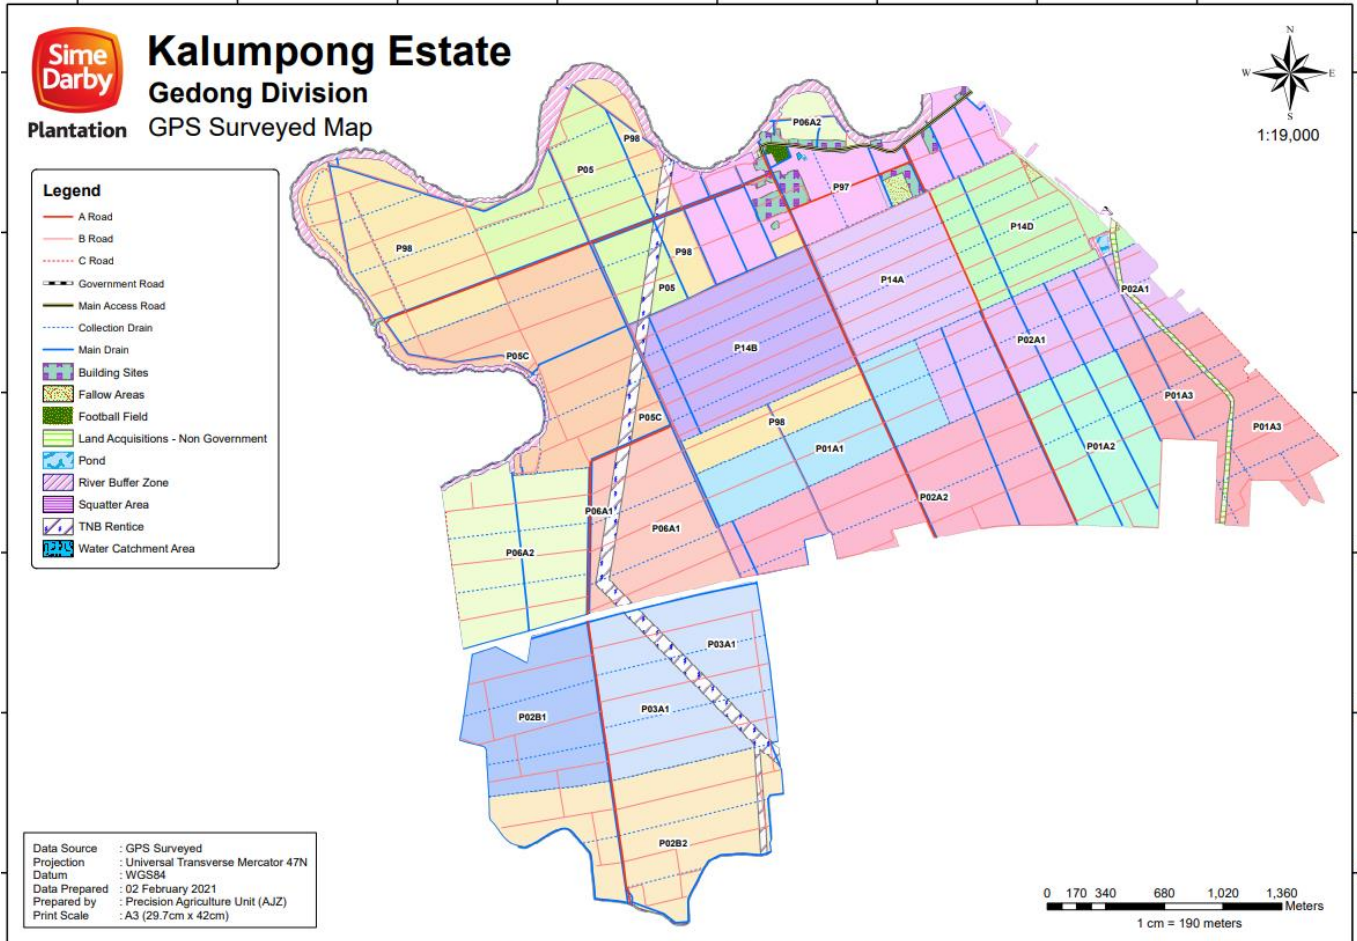 Sime
Darby
Plantation
Kalumpong Estate
Gedong Division
GPS Surveyed Map
N
W
E
S
1:19,000
Legend
A Road
B Road
C Road
Government Road
Main Access Road
Collection Drain
Main Drain
Building Sites
Fallow Areas
Football Field
Land Acquisitions - Non Government
Pond
River Buffer Zone
Squatter Area
TNB Rentice
Water Catchment Area
P06A2
P98
P05
P97
P14D
P98
P98
P14A
P05
P02A1
P02A1
P14B
P05C
P01A3
P05C
P98
P01A3
P01A1
P01A2
P02A2
P06A1
P06A1
P06A2
P03A1
P03A1
P02B1
P02B2
Data Source : GPS Surveyed
Projection : Universal Transverse Mercator 47N
Datum : WGS84
Data Prepared : 02 February 2021
Prepared by : Precision Agriculture Unit (AJZ)
Print Scale : A3 (29.7cm x 42cm)
0 170 340 680 1,020 1,360
Meters
1 cm = 190 meters